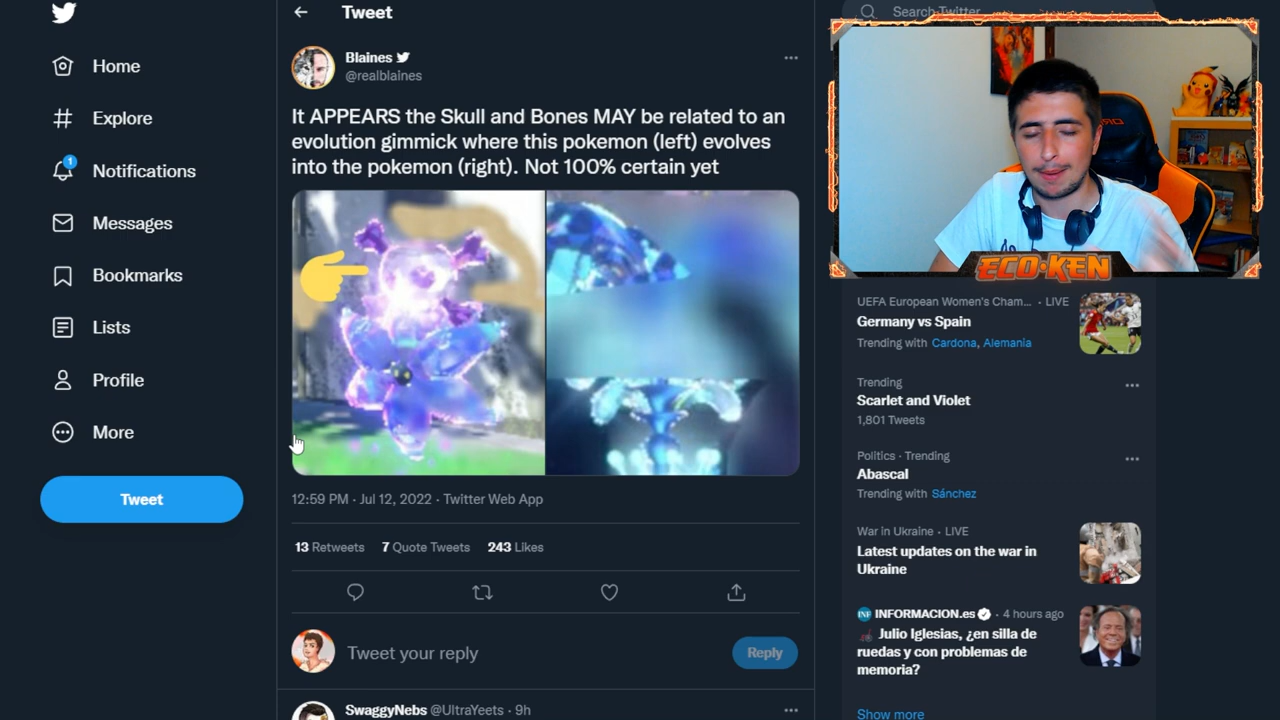 Tweet
Search Twitter
Home
Explore
1
Notifications
Messages
Bookmarks
Lists
Profile
More
Tweet
Blaines
@realblaines
It APPEARS the Skull and Bones MAY be related to an
evolution gimmick where this pokemon (left) evolves
into the pokemon (right). Not 100% certain yet
12:59 PM · Jul 12, 2022 · Twitter Web App
13 Retweets 7 Quote Tweets 243 Likes
Tweet your reply
Reply
SwaggyNebs @UltraYeets · 9h
ECO·KEN
UEFA European Women's Cham... · LIVE
Germany vs Spain
Trending with Cardona, Alemania
Trending
Scarlet and Violet
1,801 Tweets
Politics · Trending
Abascal
Trending with Sánchez
War in Ukraine · LIVE
Latest updates on the war in
Ukraine
INFORMACION.es · 4 hours ago
Julio Iglesias, ¿en silla de
ruedas y con problemas de
memoria?
Show more